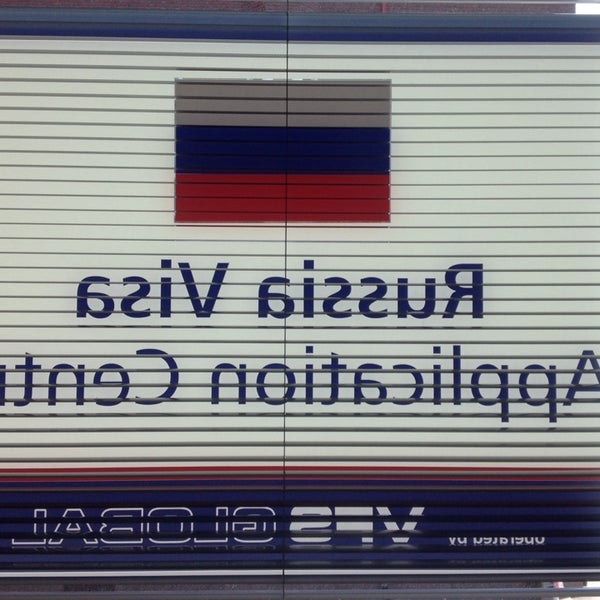 Russia Visa
Application Centr
operated by VFS GLOBAL